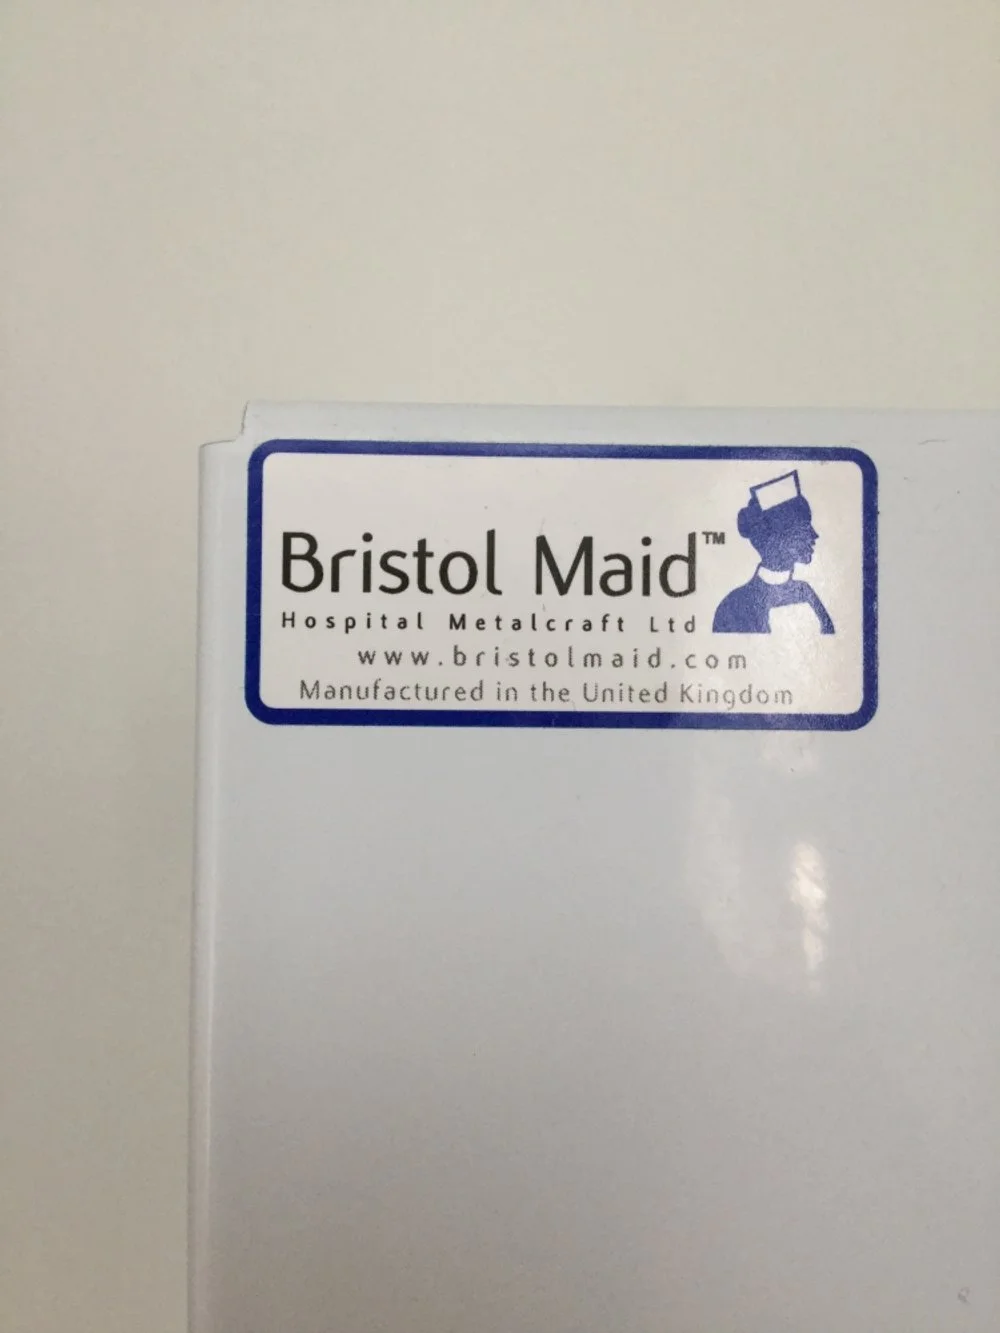 Bristol Maid™
Hospital Metalcraft Ltd
www.bristolmaid.com
Manufactured in the United Kingdom